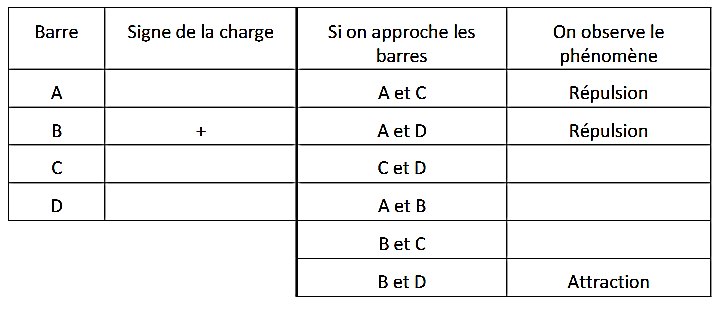 Barre Signe de la charge Si on approche les barres On observe le phénomène
A A et C Répulsion
B + A et D Répulsion
C C et D
D A et B
B et C
B et D Attraction